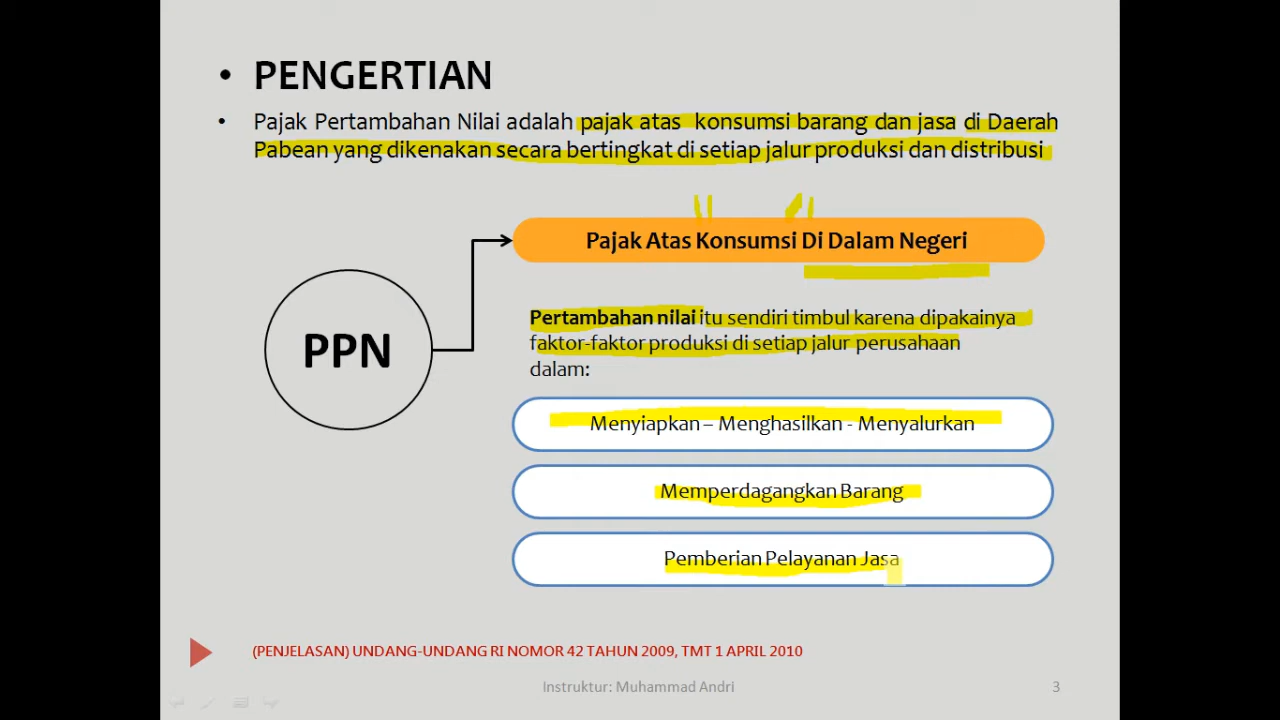 • PENGERTIAN
• Pajak Pertambahan Nilai adalah pajak atas konsumsi barang dan jasa di Daerah
Pabean yang dikenakan secara bertingkat di setiap jalur produksi dan distribusi
Pajak Atas Konsumsi Di Dalam Negeri
PPN
Pertambahan nilai itu sendiri timbul karena dipakainya
faktor-faktor produksi di setiap jalur perusahaan
dalam:
Menyiapkan – Menghasilkan - Menyalurkan
Memperdagangkan Barang
Pemberian Pelayanan Jasa
(PENJELASAN) UNDANG-UNDANG RI NOMOR 42 TAHUN 2009, TMT 1 APRIL 2010
Instruktur: Muhammad Andri
3